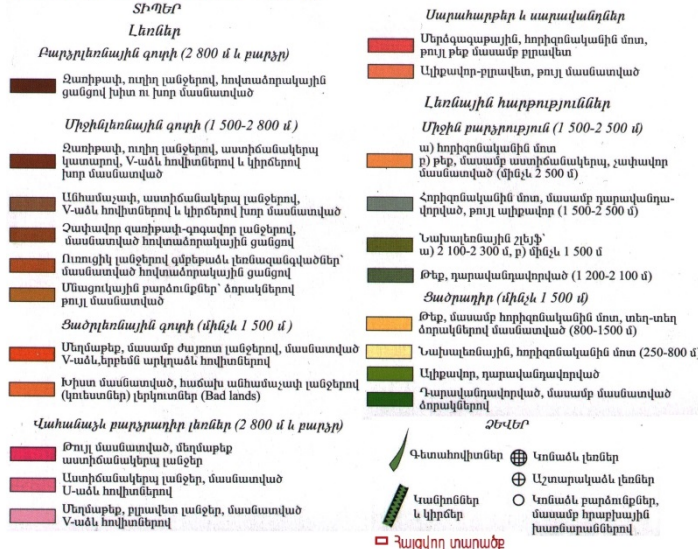 ՏԻՊԵՐ
Լեռներ
Բարձրլեռնային գոտի (2 800 մ և բարձր)
Զառիթափ, ուղիղ լանջերով, հովտաձորակային
ցանցով խիտ ու խոր մասնատված
Միջինլեռնային գոտի (1 500-2 800 մ)
Զառիթափ, ուղիղ լանջերով, աստիճանակերպ
կատարով, V-աձև հովիտներով և կիրճերով
խոր մասնատված
Անհամաչափ, աստիճանակերպ լանջերով,
V-աձև հովիտներով և կիրճերով խոր մասնատված
Չափավոր զառիթափ-գոգավոր լանջերով,
մասնատված հովտաձորակային ցանցով
Ուռուցիկ լանջերով գմբեթաձև լեռնազանգվածներ՝
մասնատված հովտաձորակային ցանցով
Մնացուկային բարձունքներ՝ ձորակներով
թույլ մասնատված
Ցածրլեռնային գոտի (մինչև 1 500 մ)
Մեղմաթեք, մասամբ ժայռոտ լանջերով, մասնատված
V-աձև,երբեմն արկղաձև հովիտներով
Խիստ մասնատված, հաճախ անհամաչափ լանջերով
(կուեստներ) լերկուտներ (Bad lands)
Վահանաձև բարձրադիր լեռներ (2 800 մ և բարձր)
Թույլ մասնատված, մեղմաթեք
աստիճանակերպ լանջեր
Աստիճանակերպ լանջեր, մասնատված
U-աձև հովիտներով
Մեղմաթեք, բլրավետ լանջեր, մասնատված
V-աձև հովիտներով
Սարահարթեր և սարավանդներ
Մերձգագաթային, հորիզոնականին մոտ,
թույլ թեք մասամբ բլրավետ
Ալիքավոր-բլրավետ, թույլ մասնատված
Լեռնային հարթություններ
Միջին բարձրություն (1 500-2 500 մ)
ա) հորիզոնականին մոտ
բ) թեք, մասամբ աստիճանակերպ, չափավոր
մասնատված (մինչև 2 500 մ)
Հորիզոնականին մոտ, մասամբ դարավանդա-
վորված, թույլ ալիքավոր (1 500-2 500 մ)
Նախալեռնային շլեյֆ՝
ա) 2 100-2 300 մ, բ) մինչև 1 500 մ
Թեք, դարավանդավորված (1 200-2 100 մ)
Ցածրադիր (մինչև 1 500 մ)
Թեք, մասամբ հորիզոնականին մոտ, տեղ-տեղ
ձորակներով մասնատված (800-1500 մ)
Նախալեռնային, հորիզոնականին մոտ (250-800 մ)
Ալիքավոր, դարավանդավորված
Դարավանդավորված, մասամբ մասնատված
ձորակներով
ՁԵՎԵՐ
Գետահովիտներ
Կանիոններ
և կիրճեր
Կոնաձև լեռներ
Աշտարակաձև լեռներ
Կոնաձև բարձունքներ,
մասամբ հրաբխային
խառնարաններով
Հայցվող տարածք